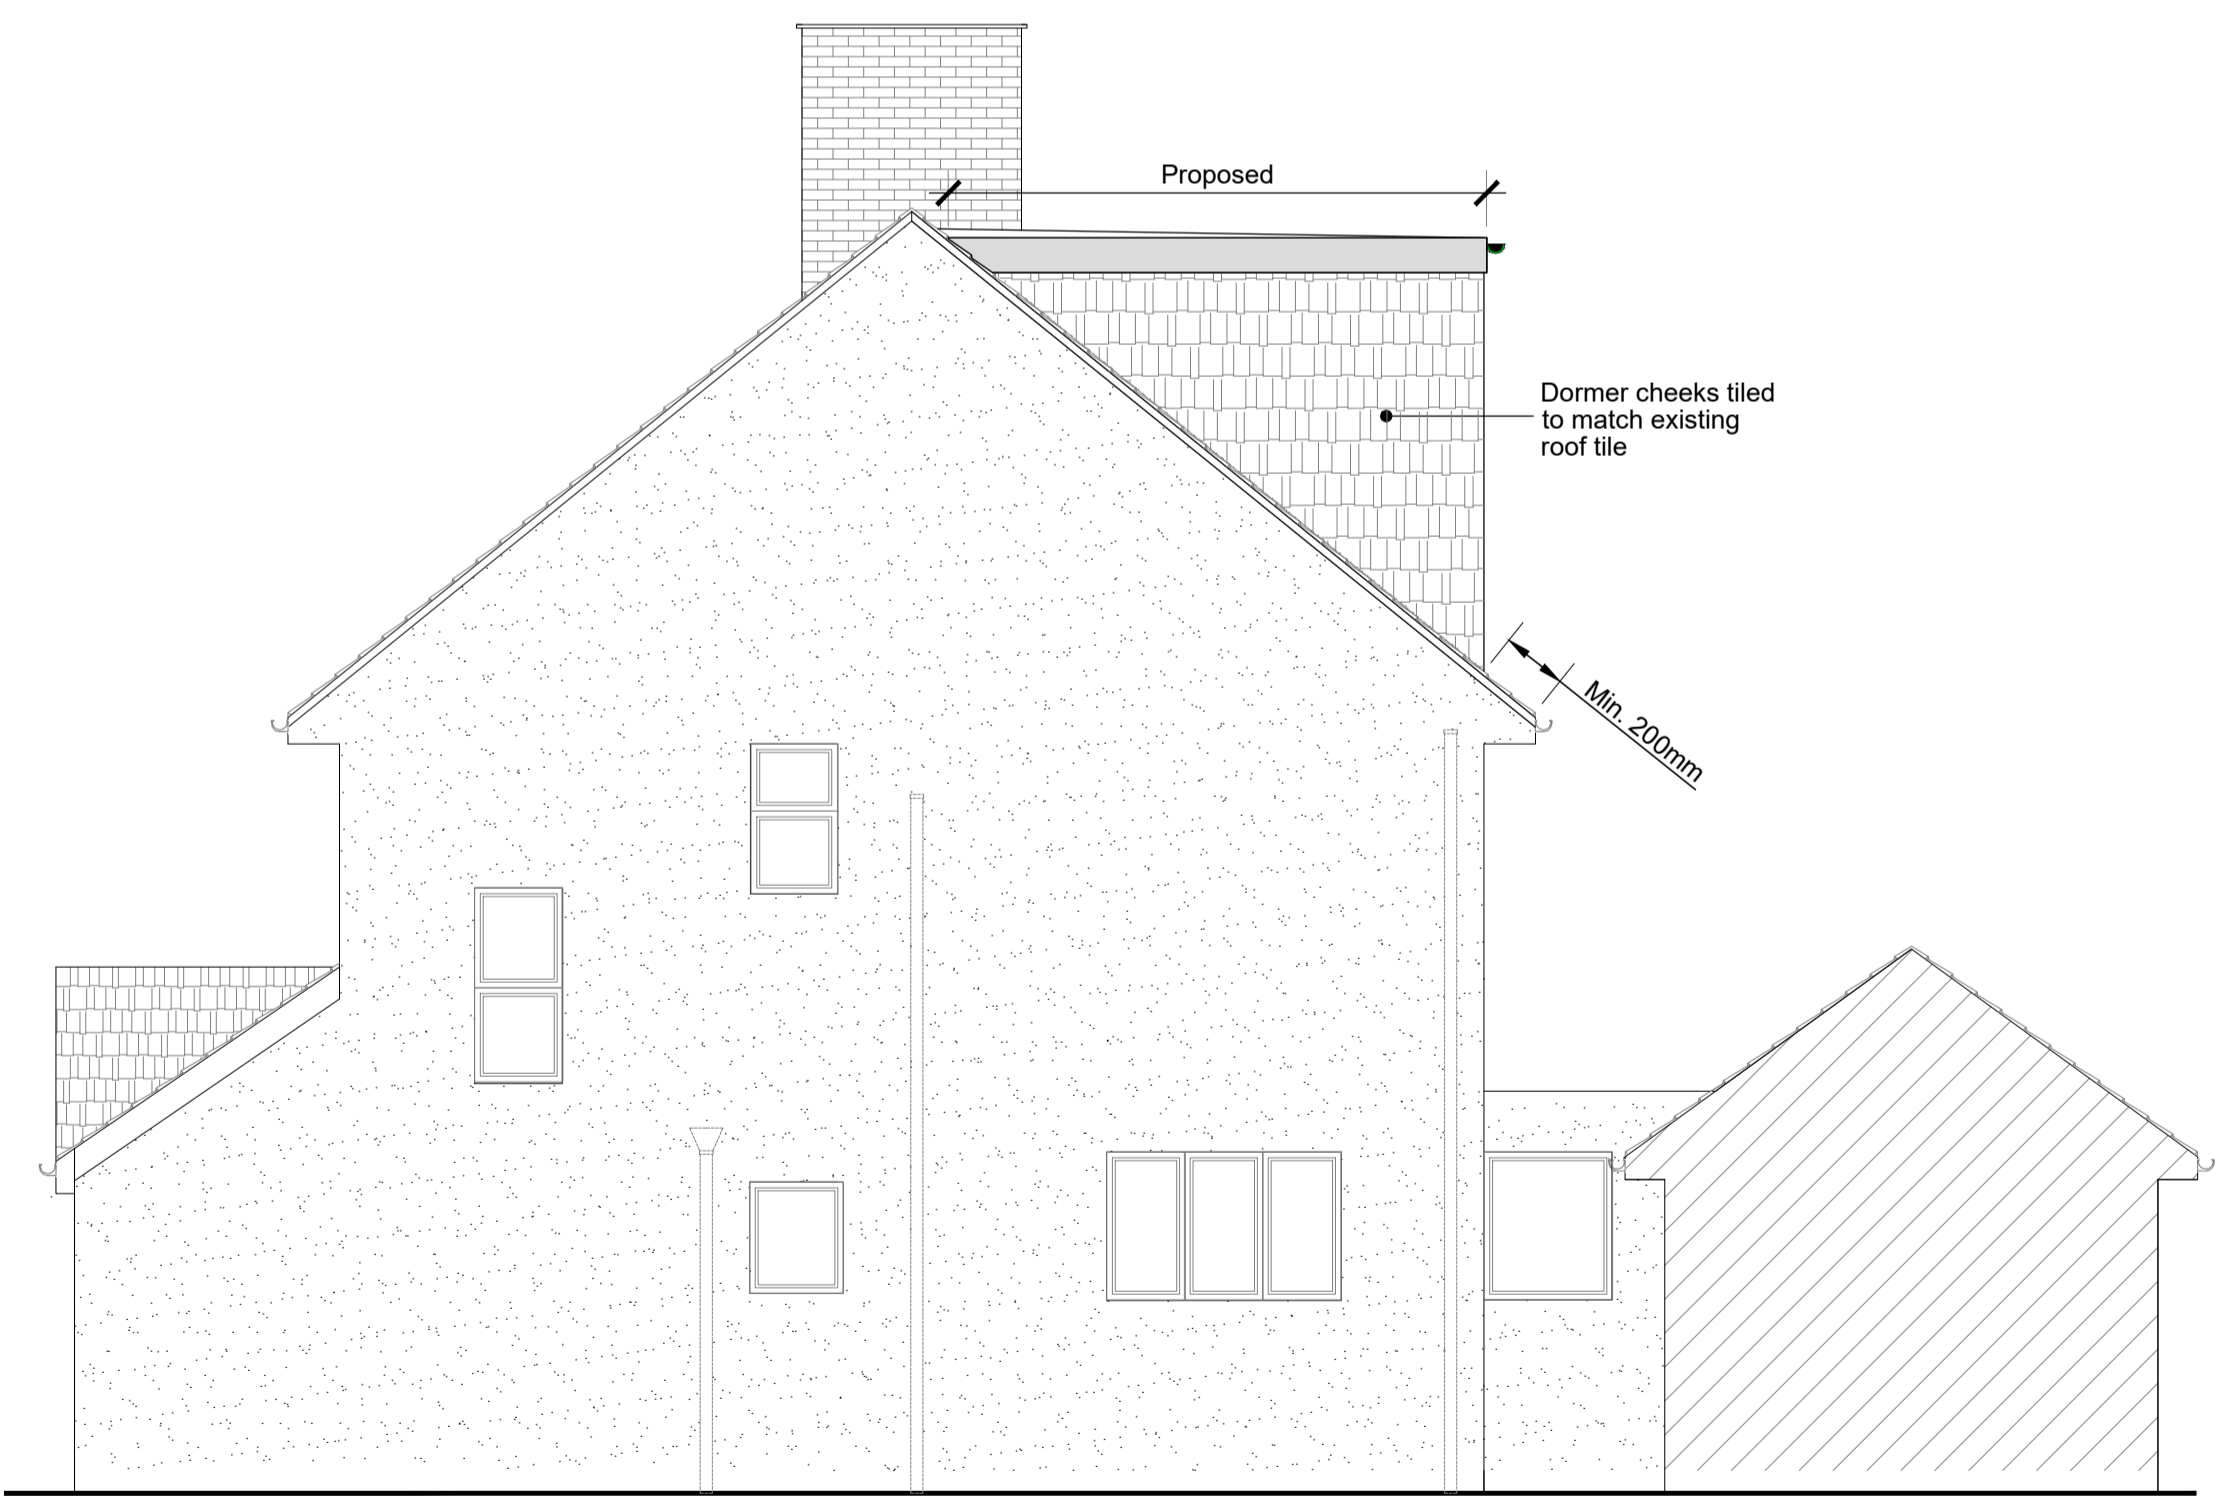 Proposed
Dormer cheeks tiled
to match existing
roof tile
Min. 200mm